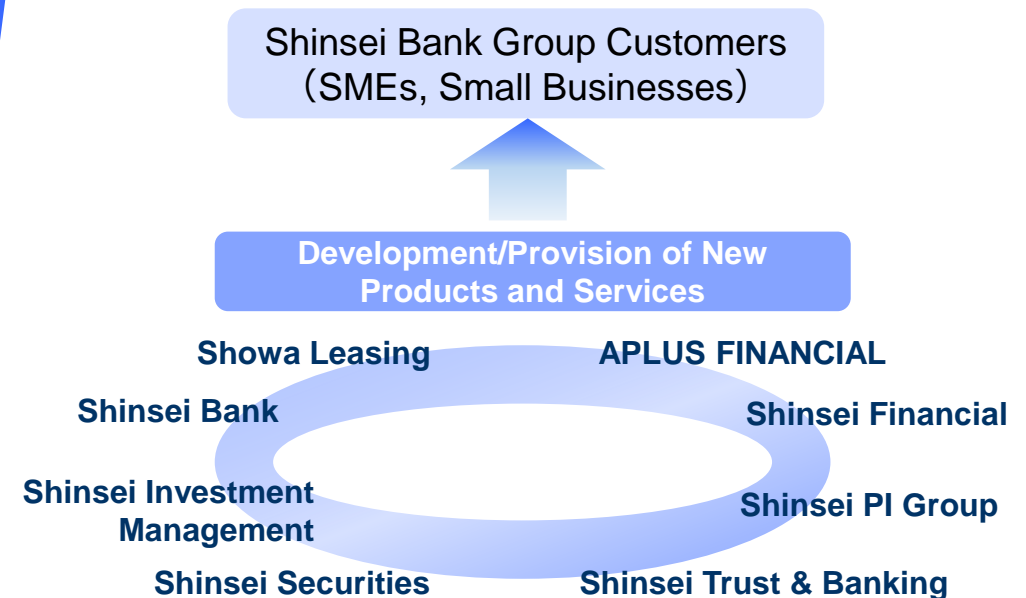 Shinsei Bank Group Customers
（SMEs, Small Businesses）
Development/Provision of New
Products and Services
Showa Leasing
APLUS FINANCIAL
Shinsei Bank
Shinsei Financial
Shinsei Investment
Management
Shinsei PI Group
Shinsei Securities
Shinsei Trust & Banking